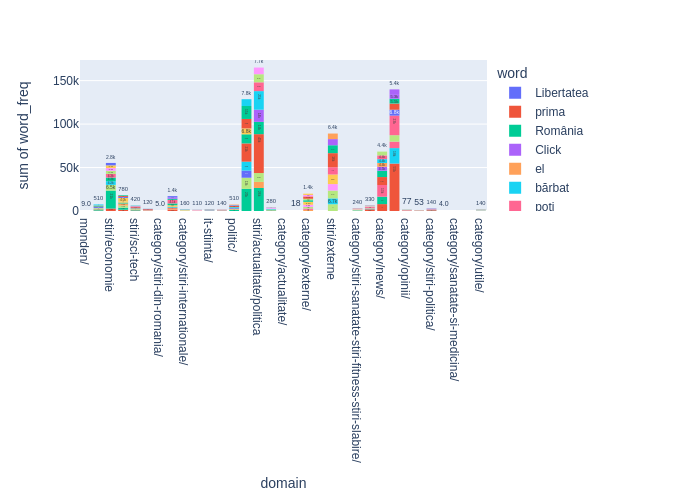 word
Libertatea
prima
România
Click
el
bărbat
poti
150k
100k
50k
0
sum of word_freq
9.0
510
2.8k
780
420
120
5.0
1.4k
160
110
120
140
510
7.8k
7.7k
280
18
1.4k
6.4k
240
330
4.4k
5.4k
77
53
140
4.0
140
monden/
stiri/economie
stiri/sci-tech
category/stiri-din-romania/
category/stiri-internationale/
it-stiinta/
politic/
stiri/actualitate/politica
category/actualitate/
category/externe/
stiri/externe
category/stiri-sanatate-stiri-fitness-stiri-slabire/
category/news/
category/opinii/
category/stiri-politica/
category/sanatate-si-medicina/
category/utile/
domain